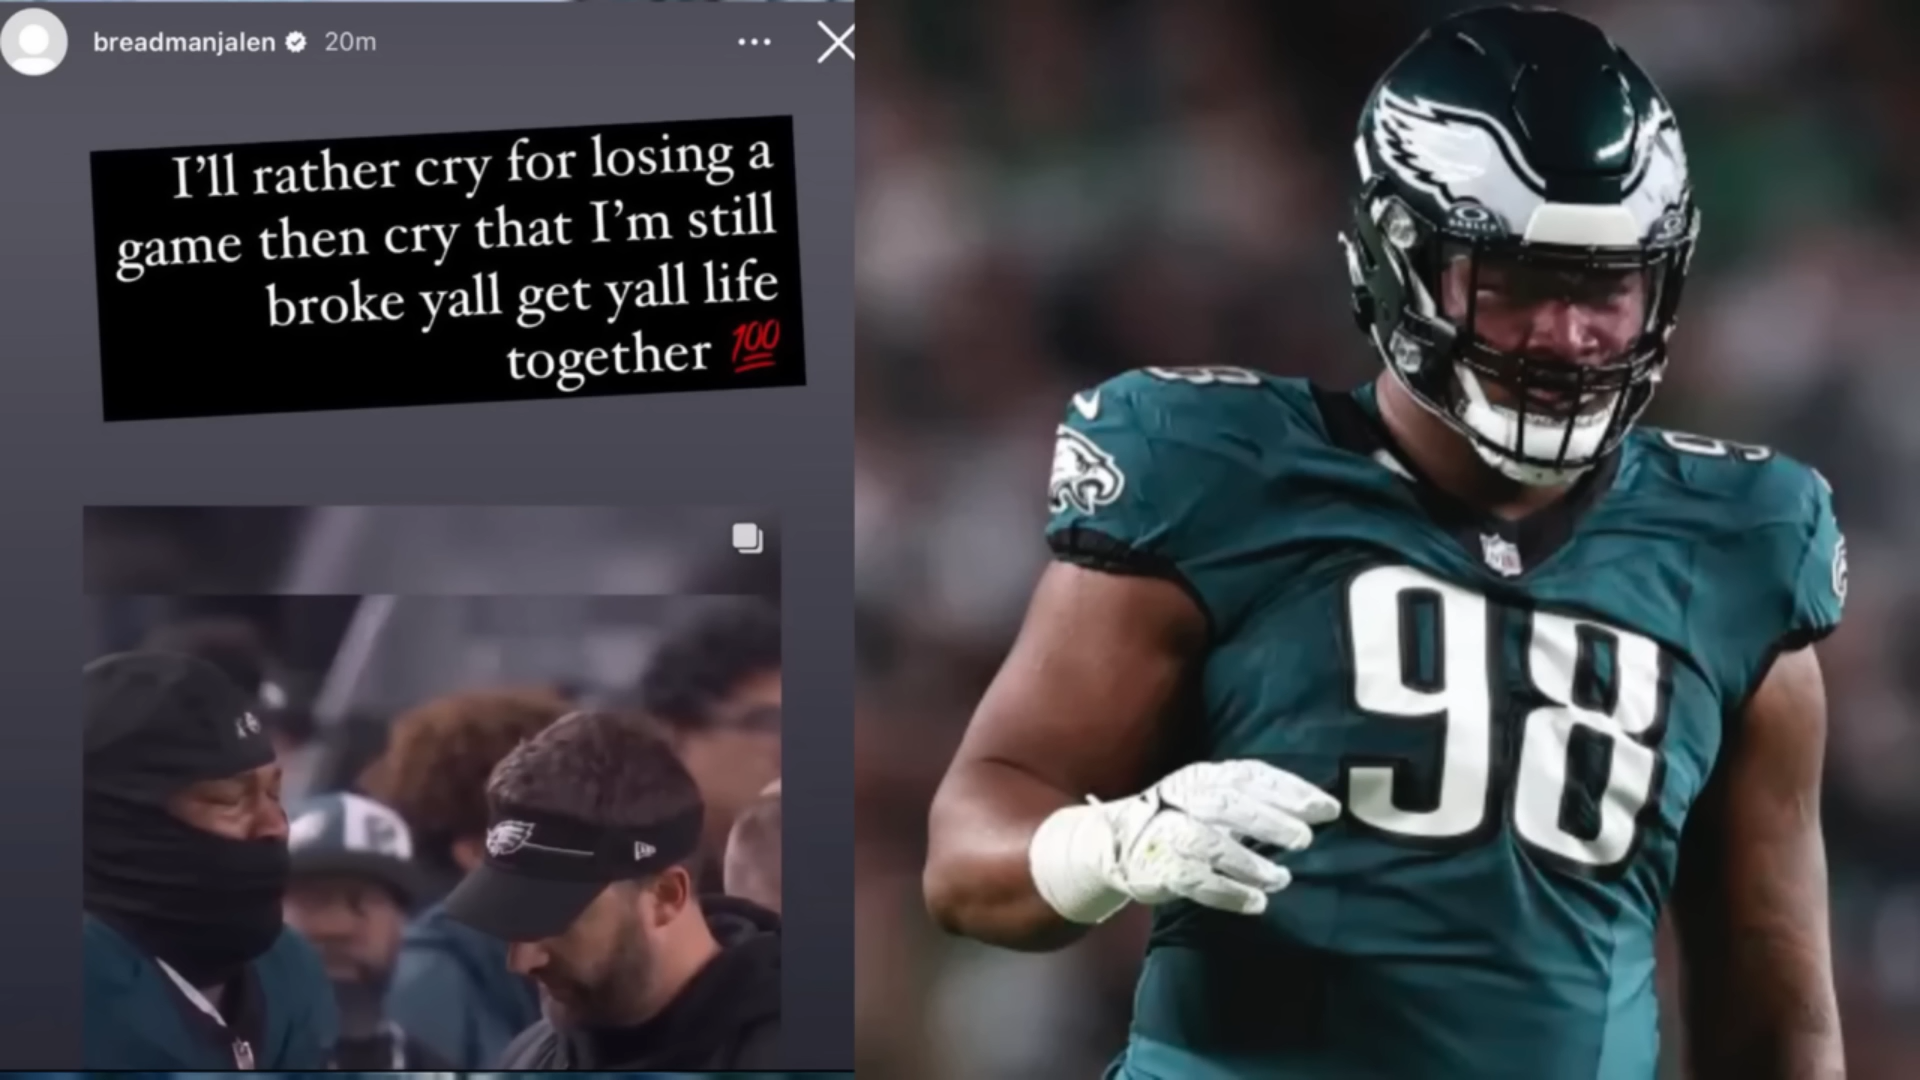 breadmanjalen 20m
I’ll rather cry for losing a
game then cry that I’m still
broke yall get yall life
together 💯
98